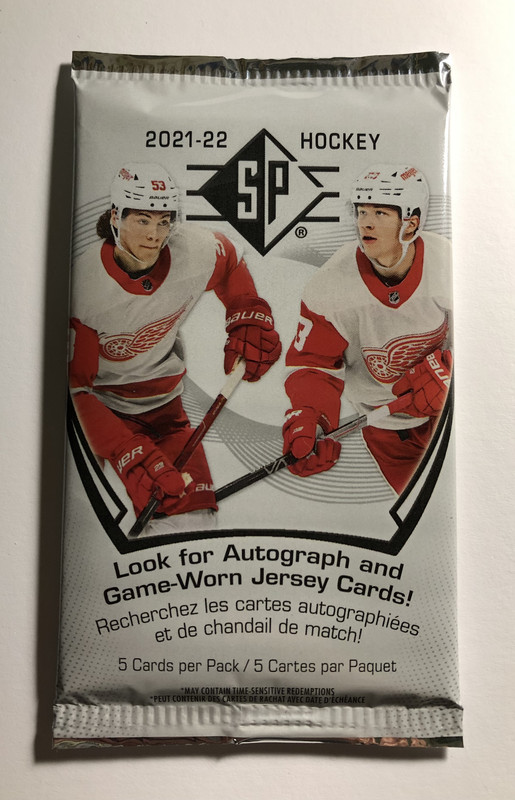 2021-22 HOCKEY
SP
®
53
BAUER
BAUER
Look for Autograph and
Game-Worn Jersey Cards!
Recherchez les cartes autographiées
et de chandail de match!
5 Cards per Pack / 5 Cartes par Paquet
*MAY CONTAIN TIME-SENSITIVE REDEMPTIONS
*PEUT CONTENIR DES CARTES DE RACHAT AVEC DATE D'ÉCHÉANCE